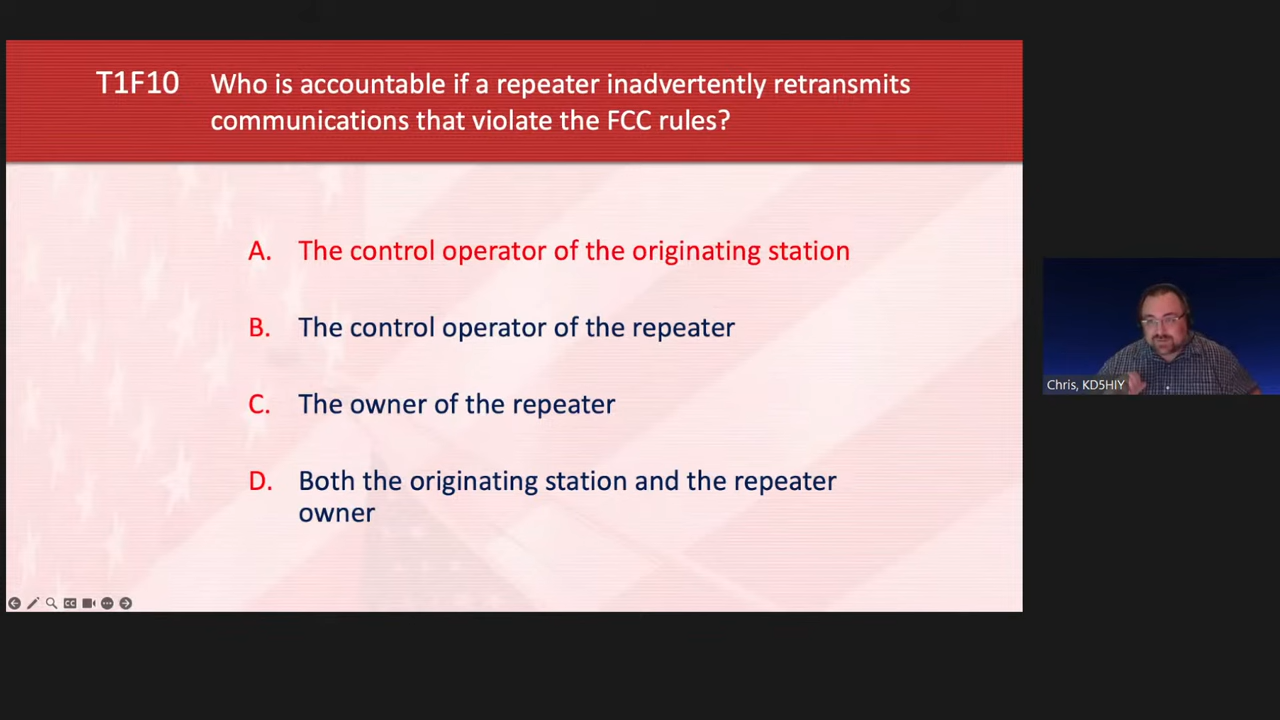 T1F10 Who is accountable if a repeater inadvertently retransmits
communications that violate the FCC rules?
A. The control operator of the originating station
B. The control operator of the repeater
C. The owner of the repeater
D. Both the originating station and the repeater
owner
Chris, KD5HIY
CC